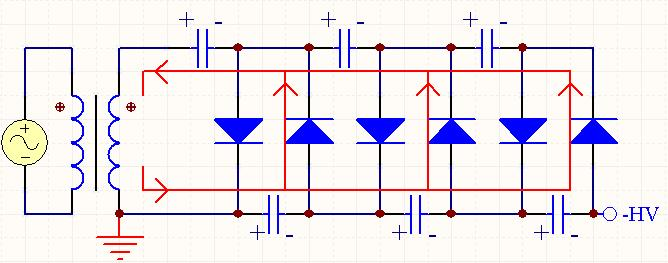 + - + - + -
+
−
-HV
+ - + - + -